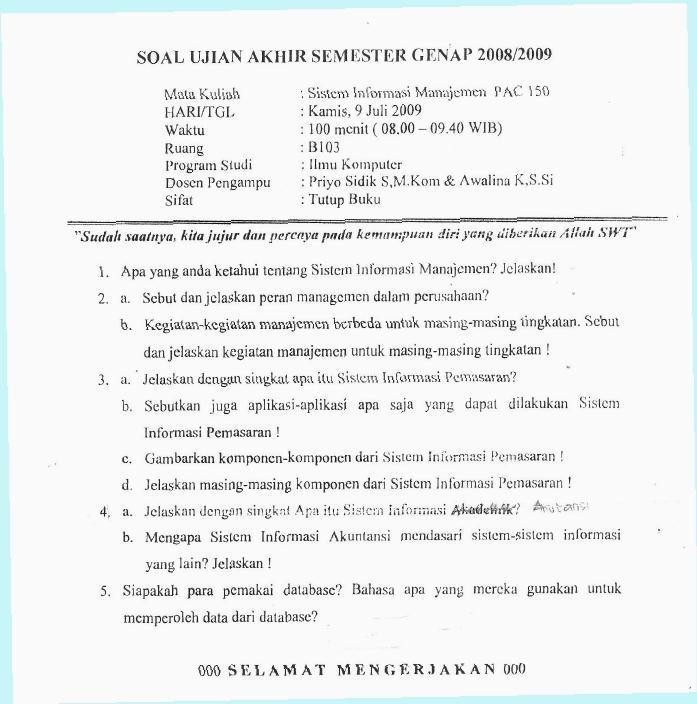 SOAL UJIAN AKHIR SEMESTER GENAP 2008/2009
Mata Kuliah : Sistem Informasi Manajemen PAC 150
HARI/TGL : Kamis, 9 Juli 2009
Waktu : 100 menit ( 08.00 – 09.40 WIB)
Ruang : B103
Program Studi : Ilmu Komputer
Dosen Pengampu : Priyo Sidik S,M.Kom & Awalina K,S.Si
Sifat : Tutup Buku
"Sudah saatnya, kita jujur dan percaya pada kemampuan diri yang diberikan Allah SWT"
1. Apa yang anda ketahui tentang Sistem Informasi Manajemen? Jelaskan!
2. a. Sebut dan jelaskan peran managemen dalam perusahaan?
b. Kegiatan-kegiatan manajemen berbeda untuk masing-masing tingkatan. Sebut
dan jelaskan kegiatan manajemen untuk masing-masing tingkatan !
3. a. Jelaskan dengan singkat apa itu Sistem Informasi Pemasaran?
b. Sebutkan juga aplikasi-aplikasi apa saja yang dapat dilakukan Sistem
Informasi Pemasaran !
c. Gambarkan komponen-komponen dari Sistem Informasi Pemasaran !
d. Jelaskan masing-masing komponen dari Sistem Informasi Pemasaran !
4. a. Jelaskan dengan singkat Apa itu Sistem Informasi Akademik? Akutansi
b. Mengapa Sistem Informasi Akuntansi mendasari sistem-sistem informasi
yang lain? Jelaskan !
5. Siapakah para pemakai database? Bahasa apa yang mereka gunakan untuk
memperoleh data dari database?
000 SELAMAT MENGERJAKAN 000